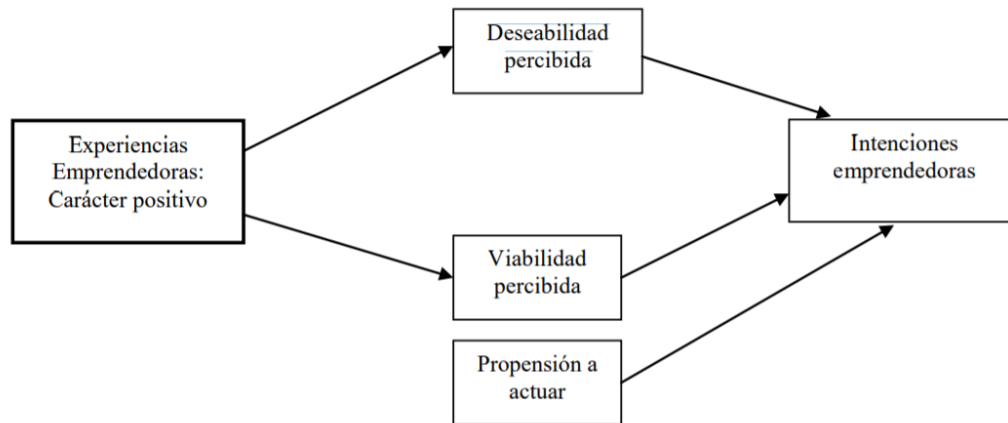 Deseabilidad
percibida
Experiencias
Emprendedoras:
Carácter positivo
Intenciones
emprendedoras
Viabilidad
percibida
Propensión a
actuar